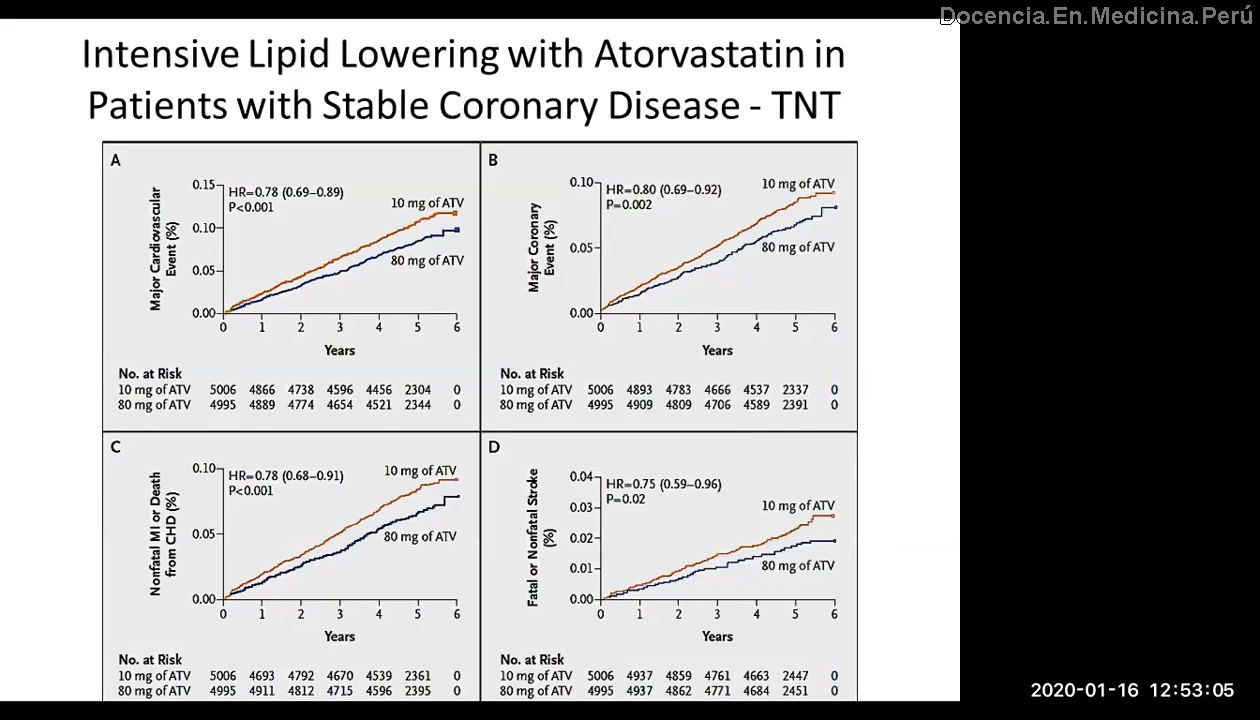 Docencia.En.Medicina.Perú
Intensive Lipid Lowering with Atorvastatin in
Patients with Stable Coronary Disease - TNT
A
Major Cardiovascular
Event (%)
0.15
0.10
0.05
0.00
HR=0.78 (0.69–0.89)
P<0.001
10 mg of ATV
80 mg of ATV
0 1 2 3 4 5 6
Years
No. at Risk
10 mg of ATV 5006 4866 4738 4596 4456 2304 0
80 mg of ATV 4995 4889 4774 4654 4521 2344 0
B
Major Coronary
Event (%)
0.10
0.05
0.00
HR=0.80 (0.69–0.92)
P=0.002
10 mg of ATV
80 mg of ATV
0 1 2 3 4 5 6
Years
No. at Risk
10 mg of ATV 5006 4893 4783 4666 4537 2337 0
80 mg of ATV 4995 4909 4809 4706 4589 2391 0
C
Nonfatal MI or Death
from CHD (%)
0.10
0.05
0.00
HR=0.78 (0.68–0.91)
P<0.001
10 mg of ATV
80 mg of ATV
0 1 2 3 4 5 6
Years
No. at Risk
10 mg of ATV 5006 4693 4792 4670 4539 2361 0
80 mg of ATV 4995 4911 4812 4715 4596 2395 0
D
Fatal or Nonfatal Stroke
(%)
0.04
0.03
0.02
0.01
0.00
HR=0.75 (0.59–0.96)
P=0.02
10 mg of ATV
80 mg of ATV
0 1 2 3 4 5 6
Years
No. at Risk
10 mg of ATV 5006 4937 4859 4761 4663 2447 0
80 mg of ATV 4995 4937 4862 4771 4684 2451 0
2020-01-16 12:53:05